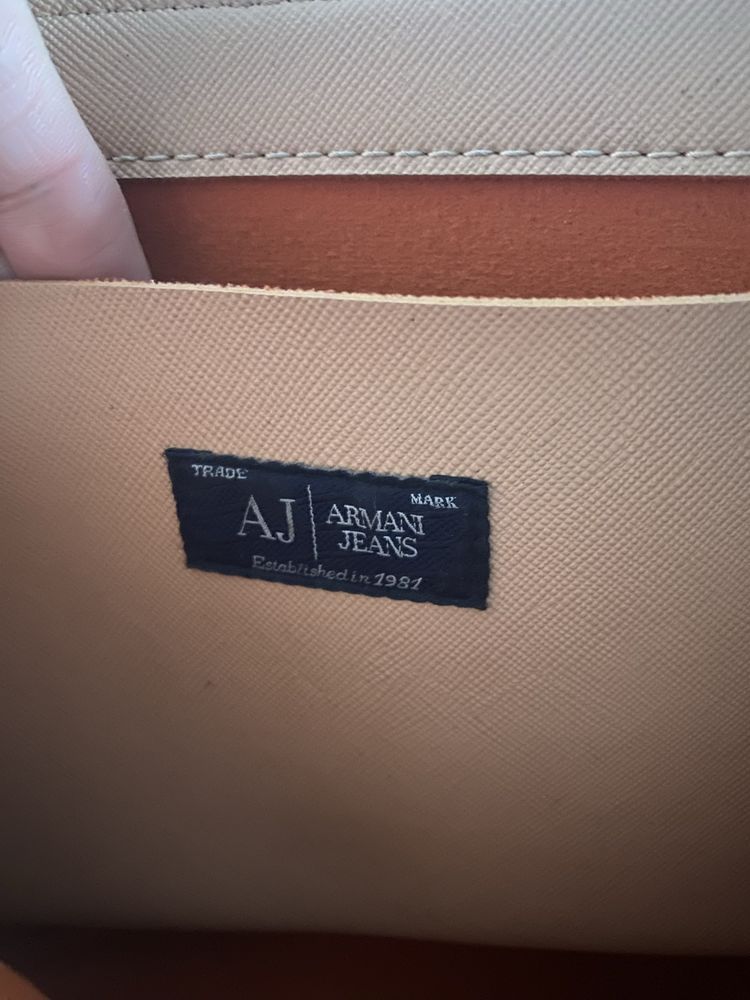 TRADE MARK
AJ ARMANI
JEANS
Established in 1981